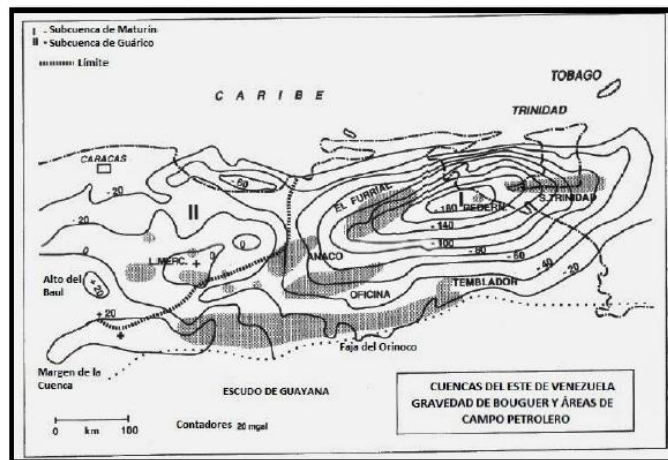 I - Subcuenca de Maturín
II + Subcuenca de Guárico
Límite
CARIBE
TOBAGO
TRINIDAD
CARACAS
- 20
- 60
II
EL FURRIAL
I
- 180
PEDERN.
S.TRINIDAD
- 20
- 140
- 100
- 80
- 60
- 40
- 20
0
0
0
L.MERC.
+
ANACO
Alto del
Baul
+ 20
OFICINA
TEMBLADOR
+ 20
+
Faja del Orinoco
Margen de la
Cuenca
ESCUDO DE GUAYANA
0 100
km
Contadores 20 mgal
CUENCAS DEL ESTE DE VENEZUELA
GRAVEDAD DE BOUGUER Y ÁREAS DE
CAMPO PETROLERO